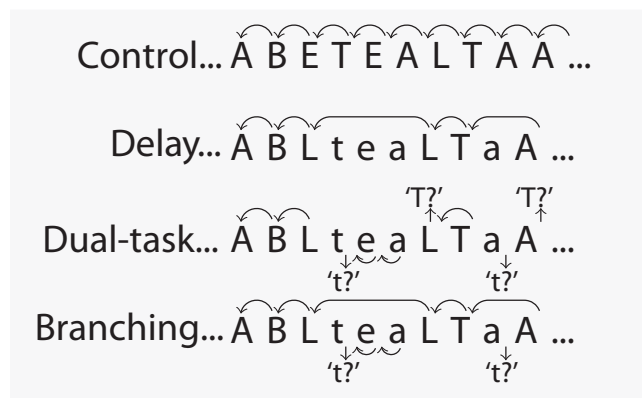 Control... A B E T E A L T A A ...
Delay... A B L t e a L T a A ...
‘T?’ ‘T?’
Dual-task... A B L t e a L T a A ...
‘t?’ ‘t?’
Branching... A B L t e a L T a A ...
‘t?’ ‘t?’